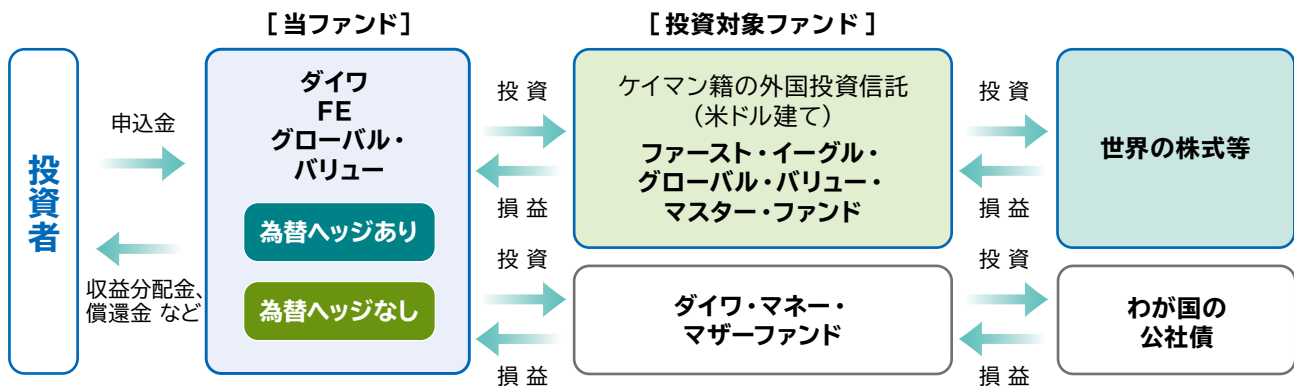 [ 当ファンド]
[ 投資対象ファンド ]
投資者
申込金
収益分配金、
償還金 など
ダイワ
FE
グローバル・
バリュー
為替ヘッジあり
為替ヘッジなし
投 資
損 益
投 資
損 益
ケイマン籍の外国投資信託
(米ドル建て)
ファースト・イーグル・
グローバル・バリュー・
マスター・ファンド
ダイワ・マネー・
マザーファンド
投 資
損 益
投 資
損 益
世界の株式等
わが国の
公社債